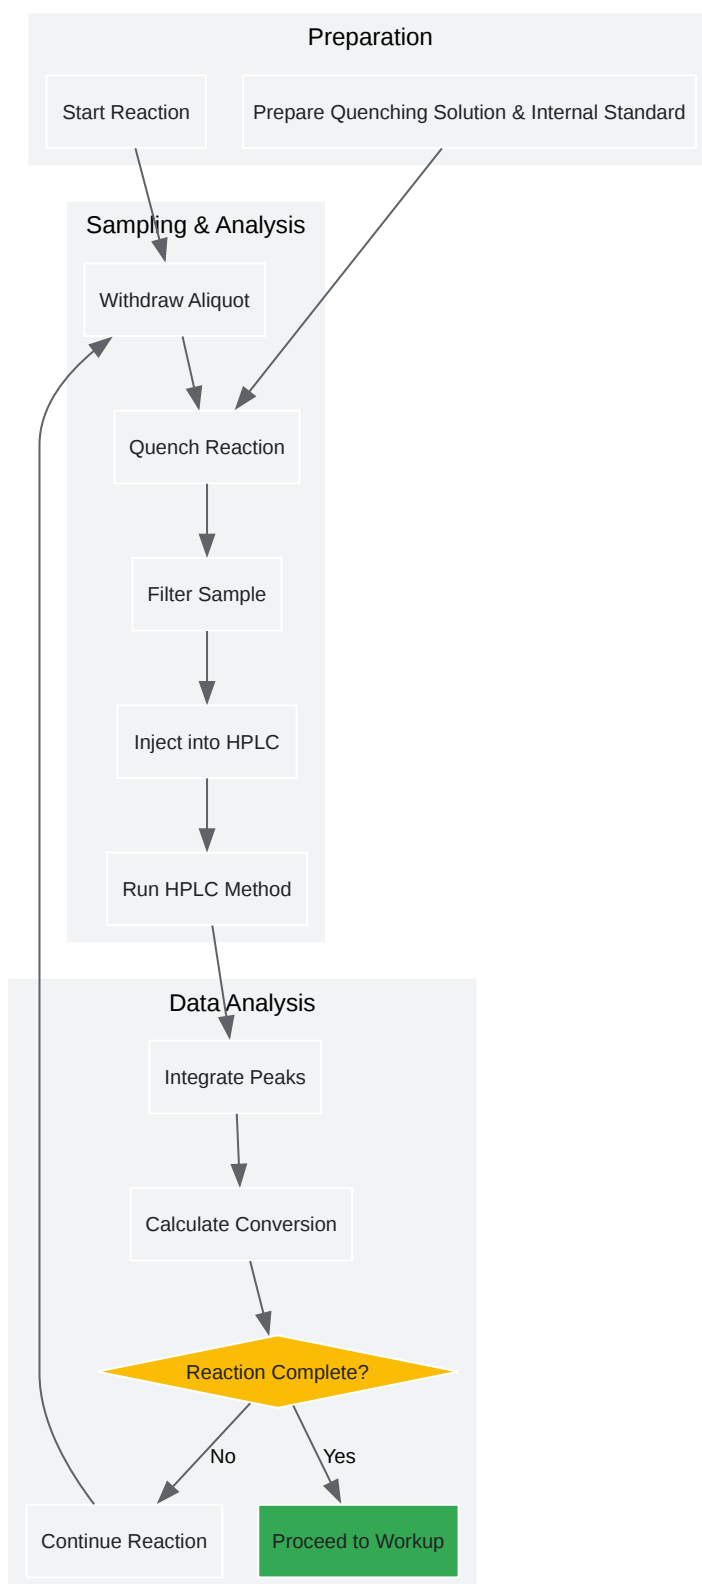 Preparation
Start Reaction
Prepare Quenching Solution & Internal Standard
Sampling & Analysis
Withdraw Aliquot
Quench Reaction
Filter Sample
Inject into HPLC
Run HPLC Method
Data Analysis
Integrate Peaks
Calculate Conversion
Reaction Complete?
No
Yes
Continue Reaction
Proceed to Workup